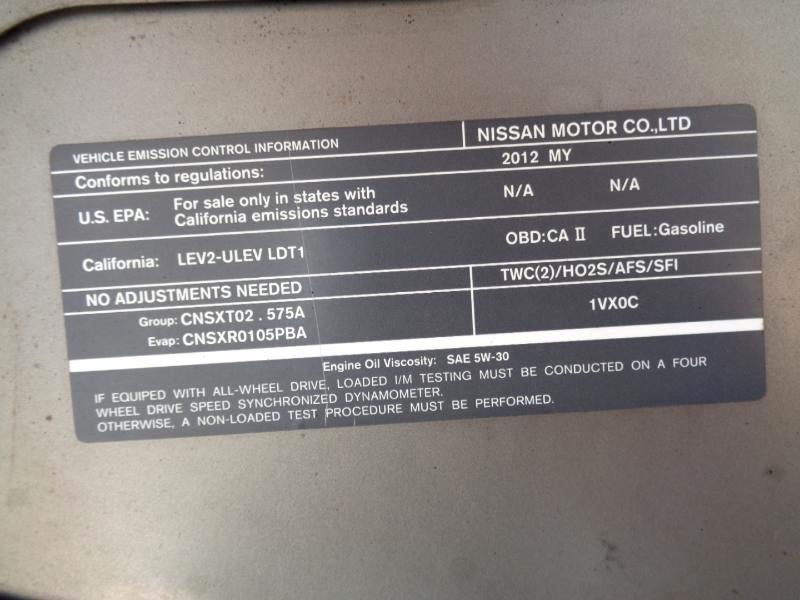 VEHICLE EMISSION CONTROL INFORMATION
NISSAN MOTOR CO.,LTD
Conforms to regulations:
2012 MY
U.S. EPA:
For sale only in states with
California emissions standards
N/A
N/A
California:
LEV2-ULEV LDT1
OBD:CA II
FUEL:Gasoline
NO ADJUSTMENTS NEEDED
TWC(2)/HO2S/AFS/SFI
Group: CNSXT02 . 575A
Evap: CNSXR0105PBA
1VX0C
Engine Oil Viscosity: SAE 5W-30
IF EQUIPED WITH ALL-WHEEL DRIVE, LOADED I/M TESTING MUST BE CONDUCTED ON A FOUR
WHEEL DRIVE SPEED SYNCHRONIZED DYNAMOMETER.
OTHERWISE, A NON-LOADED TEST PROCEDURE MUST BE PERFORMED.